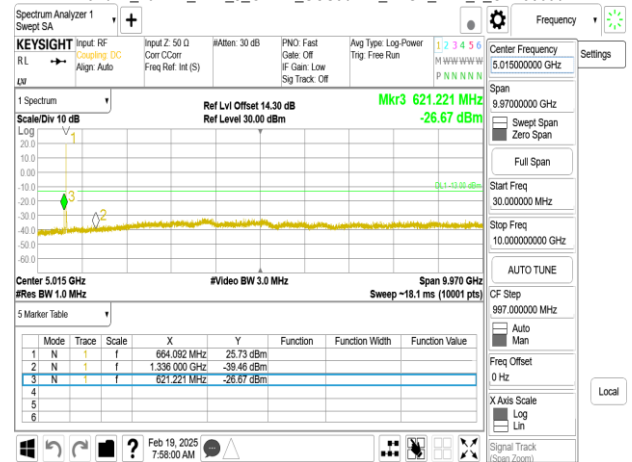 Spectrum Analyzer 1
Swept SA
Frequency
KEYSIGHT
RL
LXI
Input: RF
Coupling: DC
Align: Auto
Input Z: 50 Ω
Corr CCorr
Freq Ref: Int (S)
#Atten: 30 dB
PNO: Fast
Gate: Off
IF Gain: Low
Sig Track: Off
Avg Type: Log-Power
Trig: Free Run
1 2 3 4 5 6
M W W W W W
P N N N N N
Center Frequency
5.015000000 GHz
Settings
Span
9.97000000 GHz
Swept Span
Zero Span
Full Span
Start Freq
30.000000 MHz
Stop Freq
10.000000000 GHz
AUTO TUNE
CF Step
997.000000 MHz
Auto
Man
Freq Offset
0 Hz
X Axis Scale
Log
Lin
Signal Track
(Span Zoom)
Local
1 Spectrum
Scale/Div 10 dB
Ref Lvl Offset 14.30 dB
Ref Level 30.00 dBm
Mkr3 621.221 MHz
-26.67 dBm
Log
20.0
10.0
0.00
-10.0
-20.0
-30.0
-40.0
-50.0
-60.0
1
3
2
DL1 -13.00 dBm
Center 5.015 GHz
#Res BW 1.0 MHz
#Video BW 3.0 MHz
Span 9.970 GHz
Sweep ~18.1 ms (10001 pts)
5 Marker Table
Mode Trace Scale X Y Function Function Width Function Value
1 N 1 f 664.092 MHz 25.73 dBm
2 N 1 f 1.336 000 GHz -39.46 dBm
3 N 1 f 621.221 MHz -26.67 dBm
4
5
6
Feb 19, 2025
7:58:00 AM